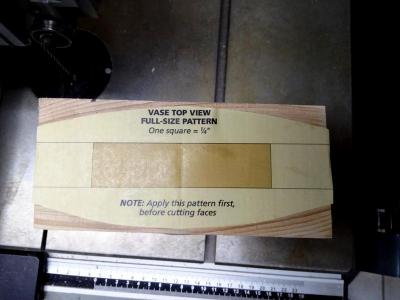 VASE TOP VIEW
FULL-SIZE PATTERN
One square = ¼"
NOTE: Apply this pattern first,
before cutting faces